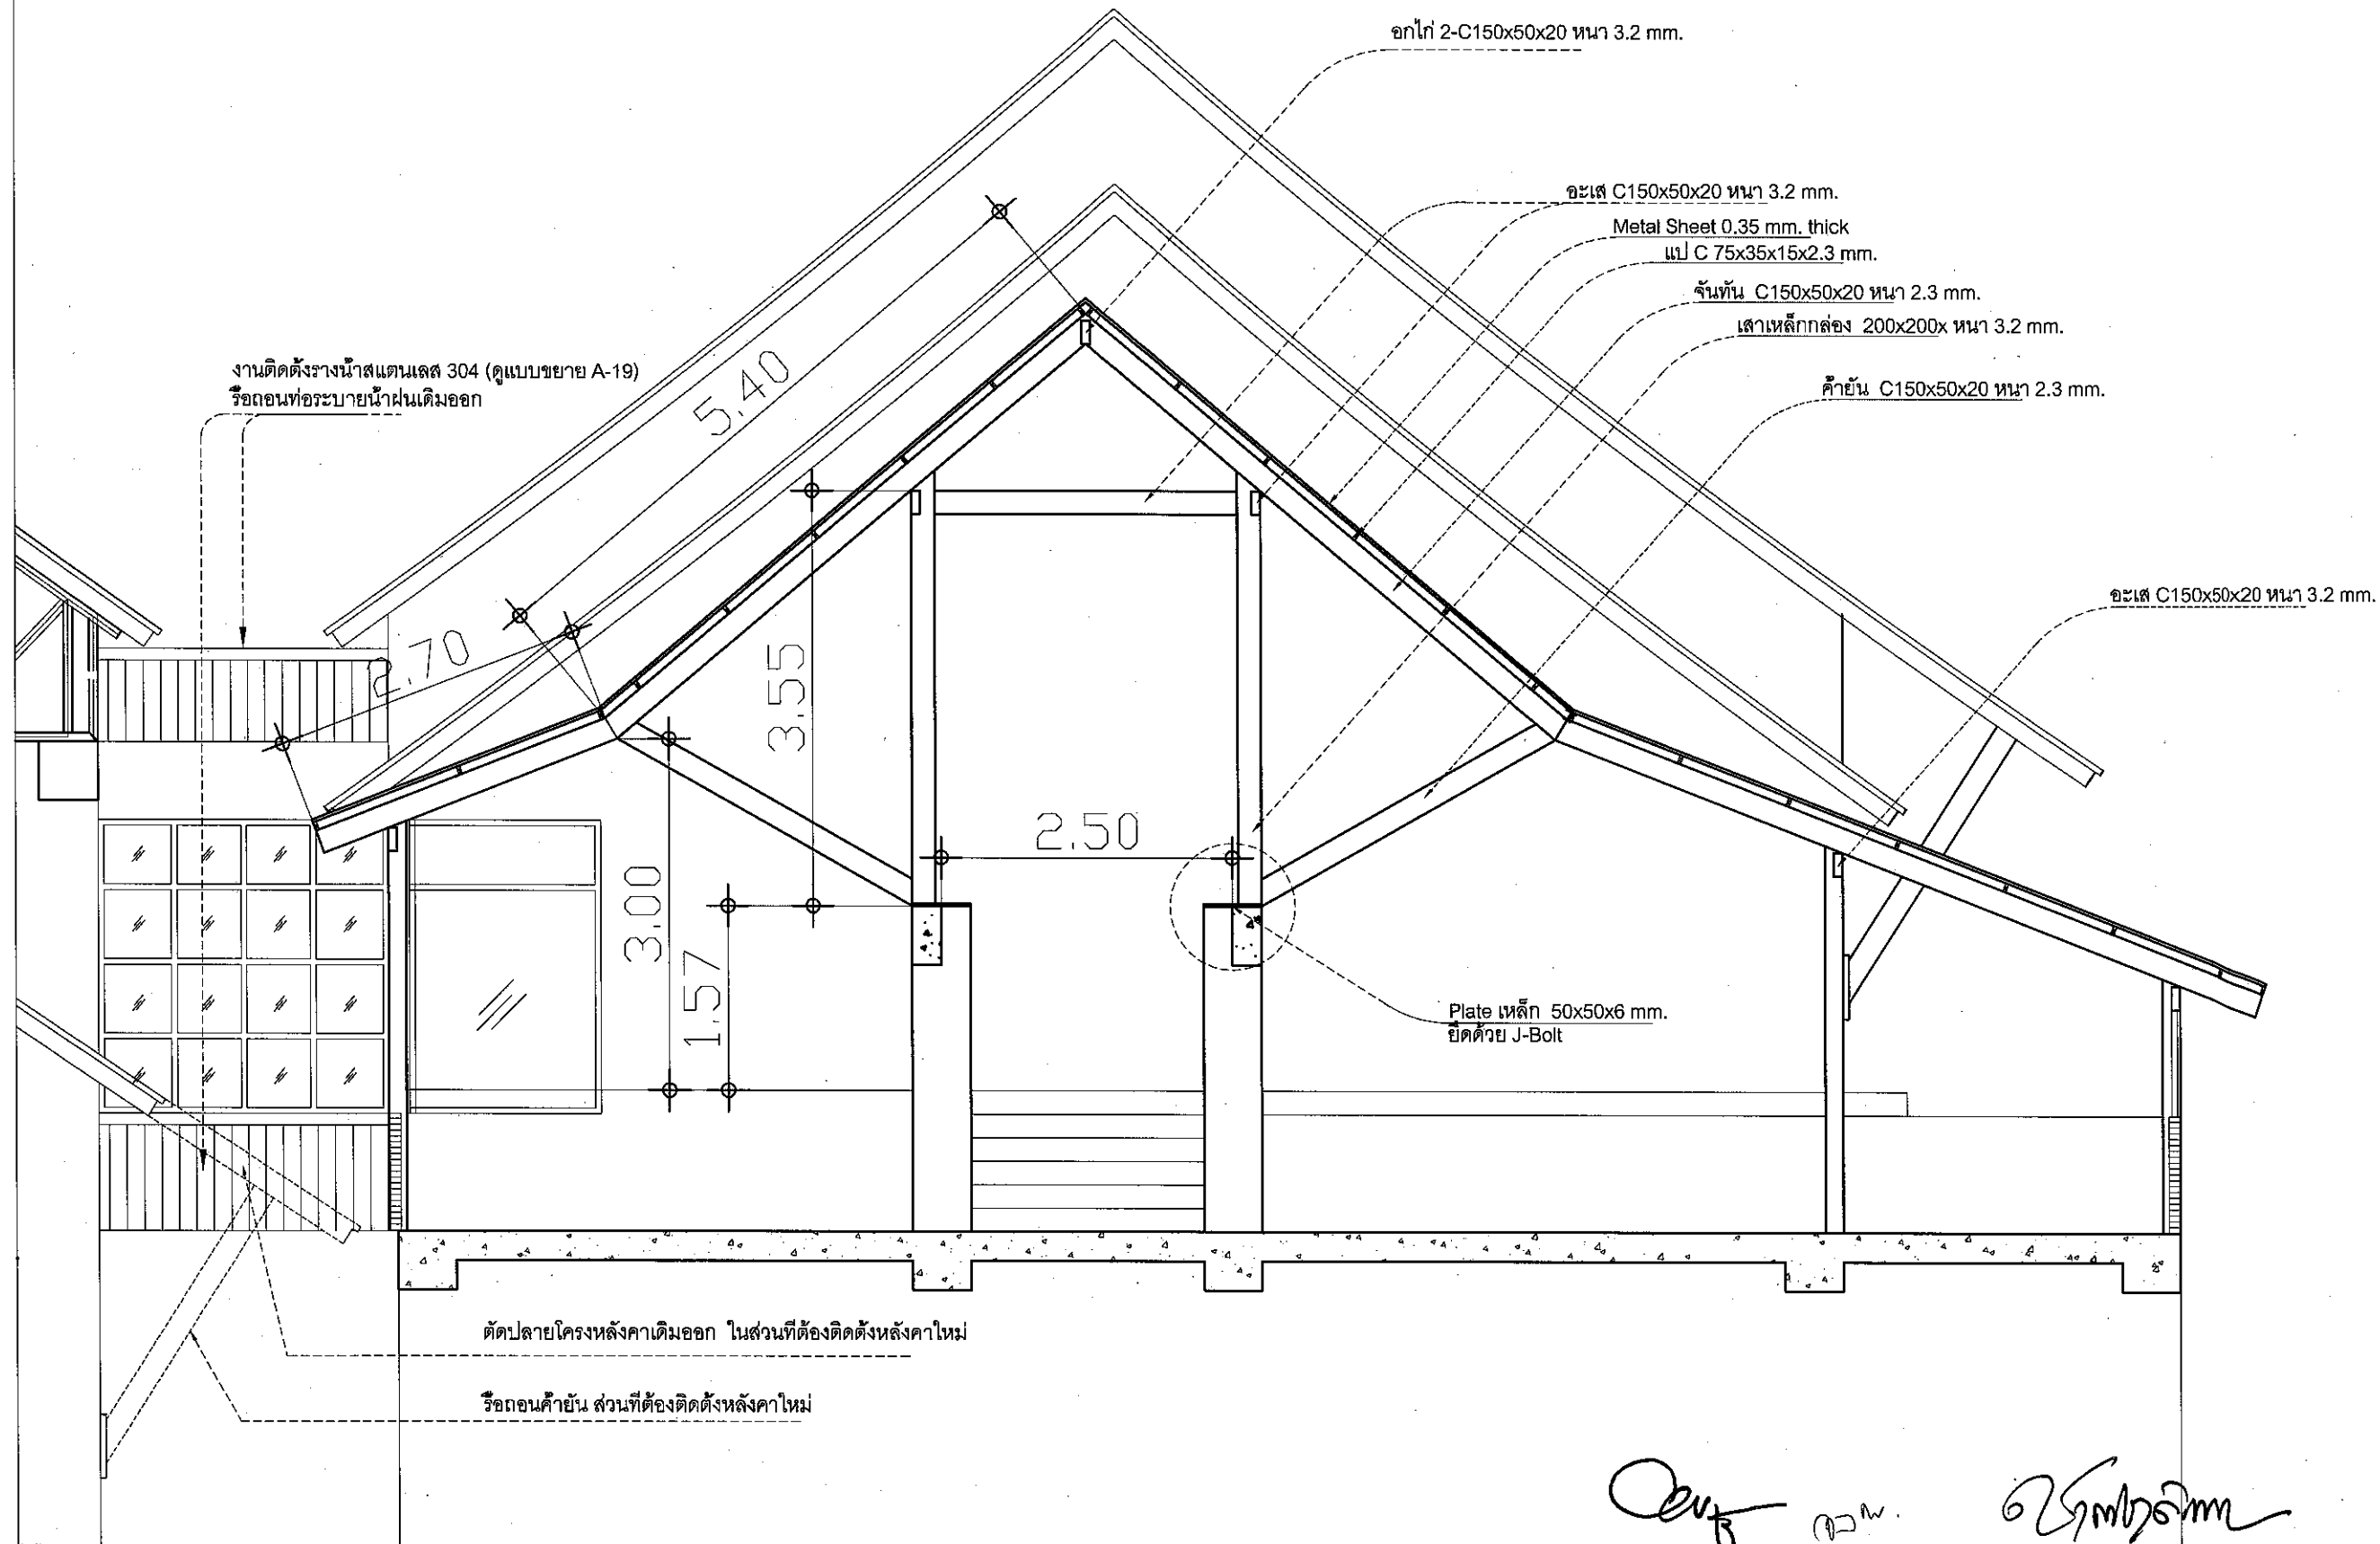 อกไก่ 2-C150x50x20 หนา 3.2 mm.
อะเส C150x50x20 หนา 3.2 mm.
Metal Sheet 0.35 mm. thick
แป C 75x35x15x2.3 mm.
จันทัน C150x50x20 หนา 2.3 mm.
เสาเหล็กกล่อง 200x200x หนา 3.2 mm.
ค้ำยัน C150x50x20 หนา 2.3 mm.
งานติดตั้งรางน้ำสแตนเลส 304 (ดูแบบขยาย A-19)
รื้อถอนท่อระบายน้ำฝนเดิมออก
5.40
2.70
อะเส C150x50x20 หนา 3.2 mm.
3.55
2.50
3.00
1.57
Plate เหล็ก 50x50x6 mm.
ยึดด้วย J-Bolt
ตัดปลายโครงหลังคาเดิมออก ในส่วนที่ต้องติดตั้งหลังคาใหม่
รื้อถอนค้ำยัน ส่วนที่ต้องติดตั้งหลังคาใหม่